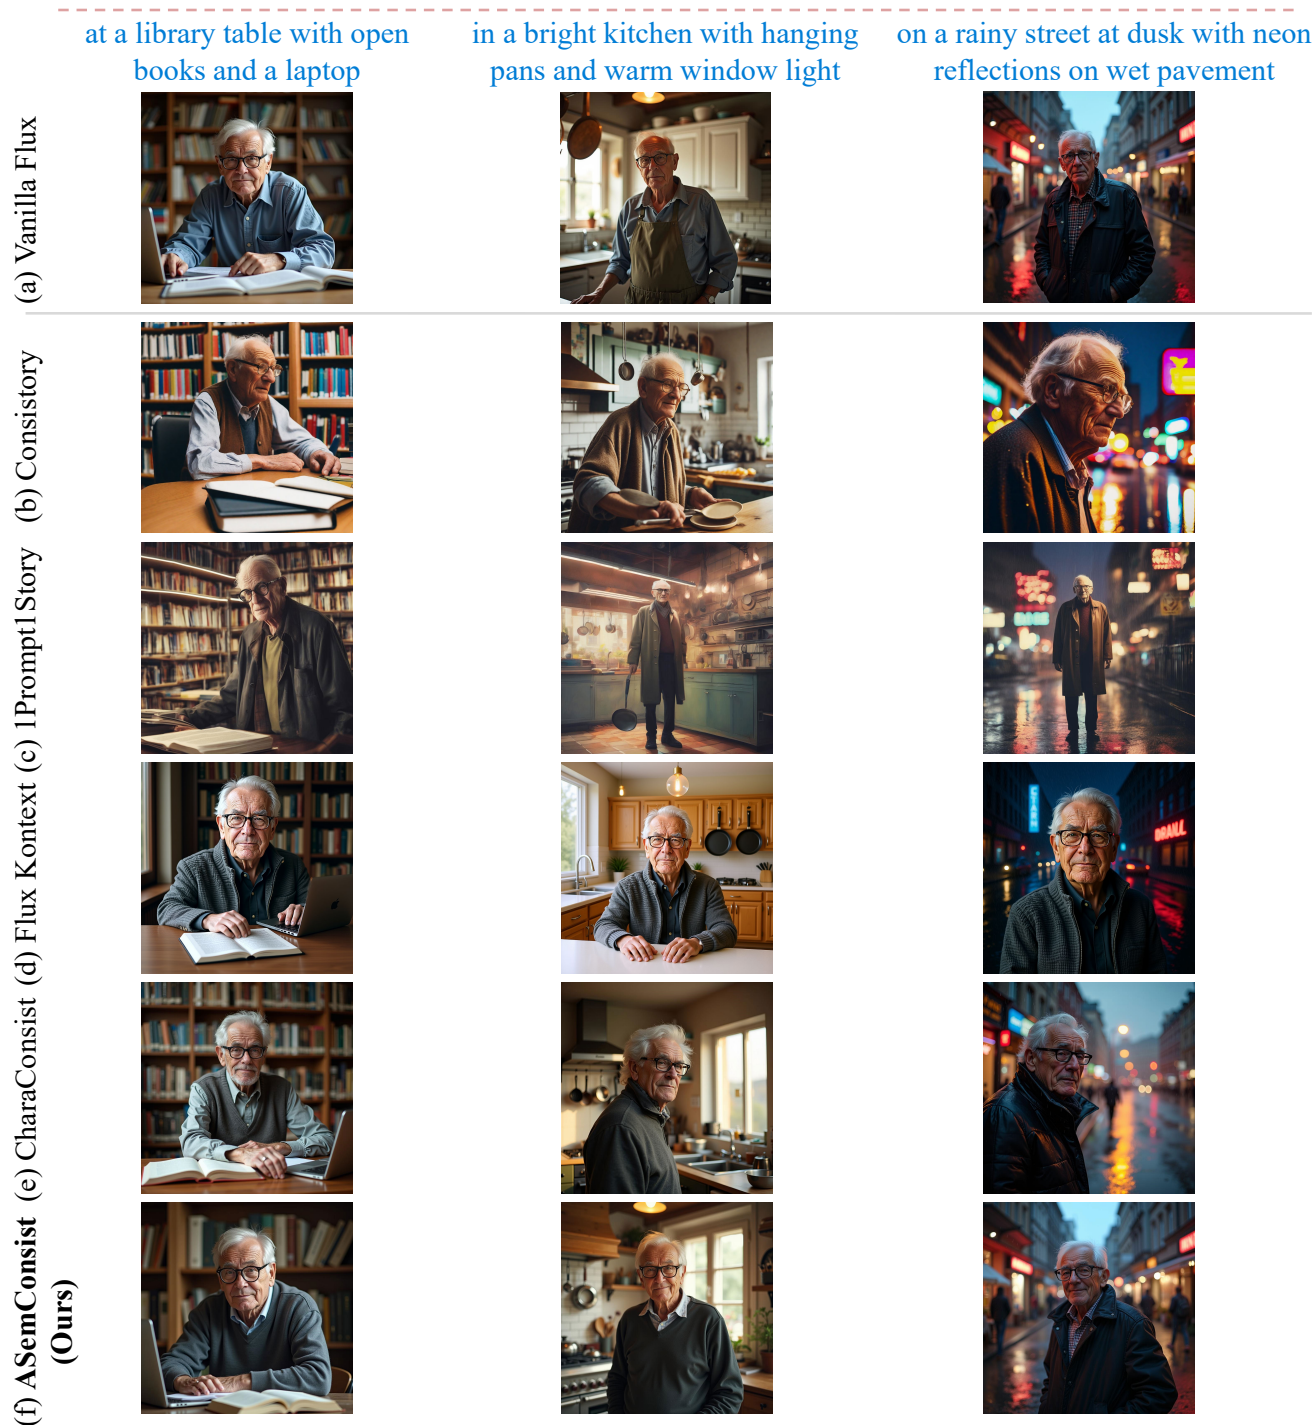 at a library table with open
books and a laptop
in a bright kitchen with hanging
pans and warm window light
on a rainy street at dusk with neon
reflections on wet pavement
(a) Vanilla Flux
(b) Consistory
(c) 1Prompt1Story
(d) Flux Kontext
(e) CharaConsist
(f) ASemConsist
(Ours)